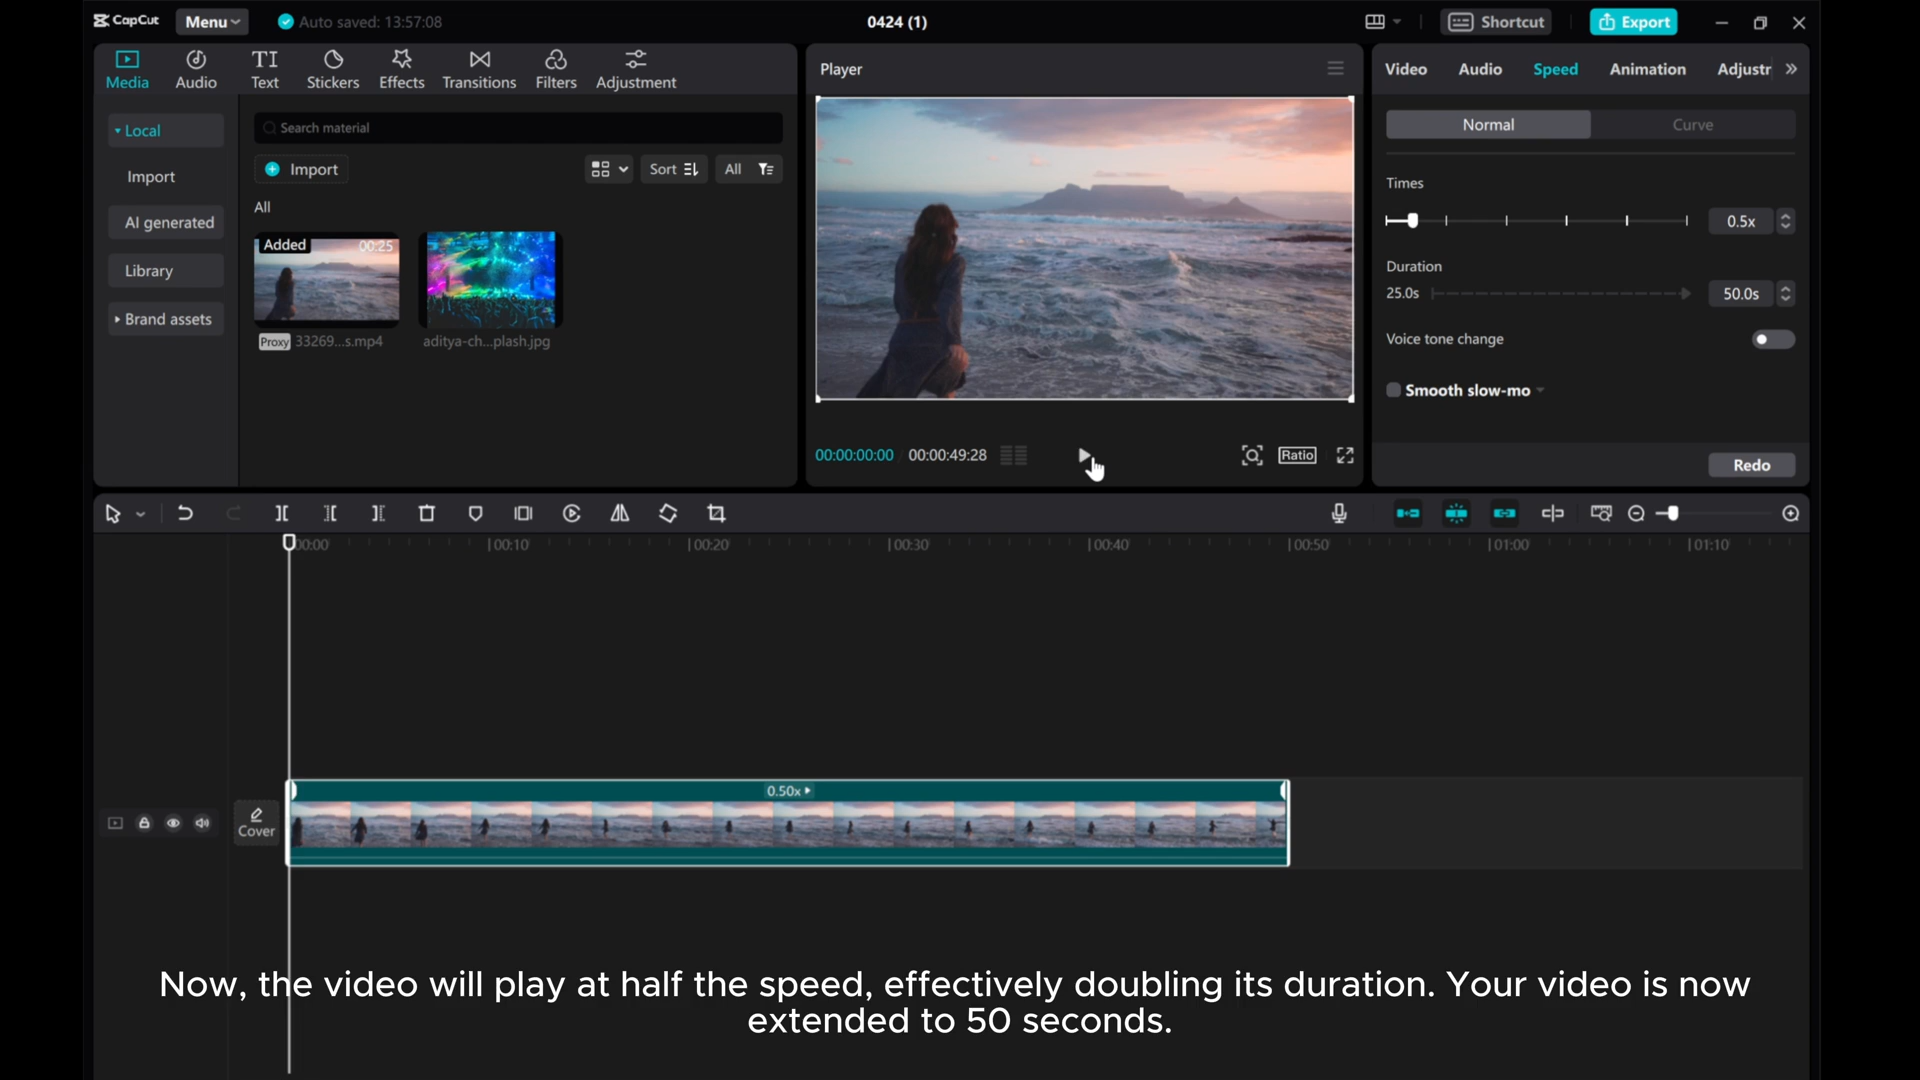 CapCut
Menu
Auto saved: 13:57:08
0424 (1)
Shortcut
Export
Media
Audio
Text
Stickers
Effects
Transitions
Filters
Adjustment
Local
Import
AI generated
Library
Brand assets
Search material
Import
Sort
All
All
Added
00:25
Proxy
33269...s.mp4
aditya-ch...plash.jpg
Player
00:00:00:00
00:00:49:28
Ratio
Video
Audio
Speed
Animation
Adjustr
Normal
Curve
Times
0.5x
Duration
25.0s
50.0s
Voice tone change
Smooth slow-mo
Redo
00:00
00:10
00:20
00:30
00:40
00:50
01:00
01:10
Cover
0.50x
Now, the video will play at half the speed, effectively doubling its duration. Your video is now
extended to 50 seconds.